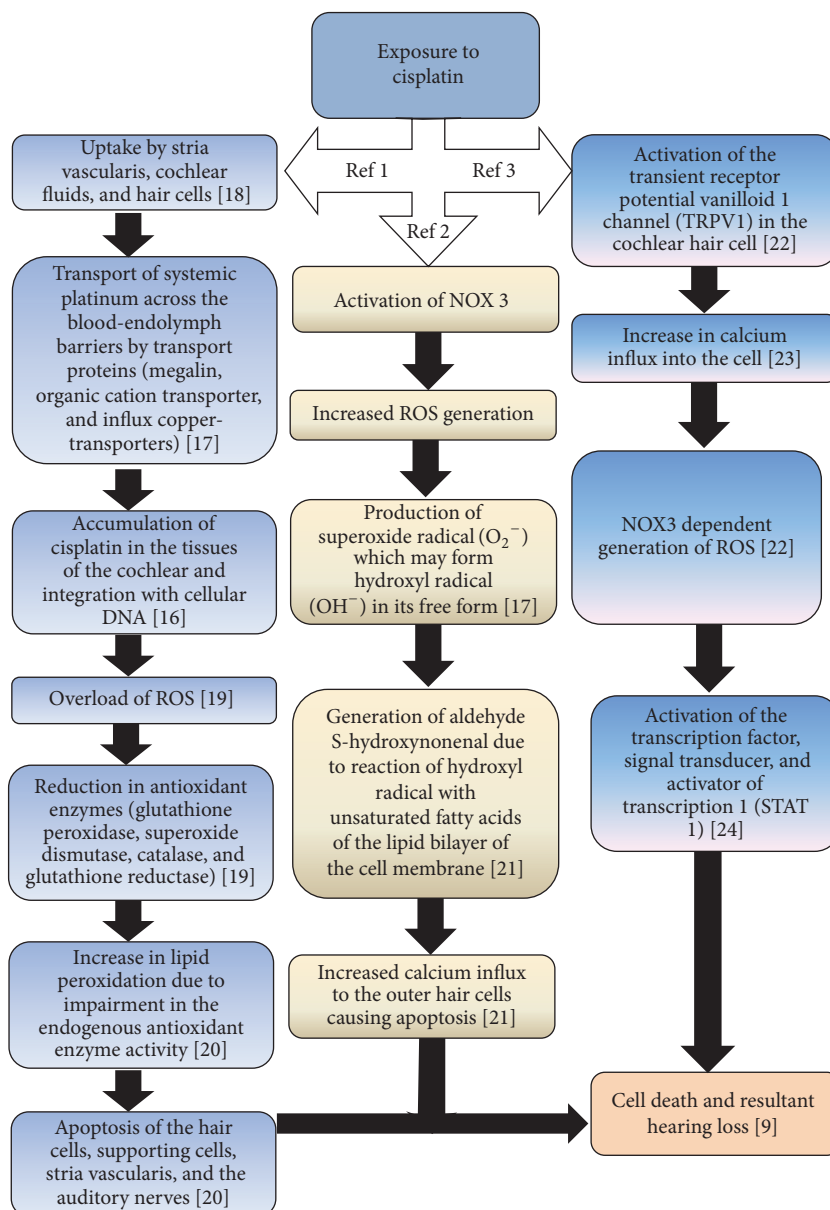 Exposure to
cisplatin
Ref 1
Ref 3
Ref 2
Uptake by stria
vascularis, cochlear
fluids, and hair cells [18]
Transport of systemic
platinum across the
blood-endolymph
barriers by transport
proteins (megalin,
organic cation transporter,
and influx copper-
transporters) [17]
Accumulation of
cisplatin in the tissues
of the cochlear and
integration with cellular
DNA [16]
Overload of ROS [19]
Reduction in antioxidant
enzymes (glutathione
peroxidase, superoxide
dismutase, catalase, and
glutathione reductase) [19]
Increase in lipid
peroxidation due to
impairment in the
endogenous antioxidant
enzyme activity [20]
Apoptosis of the hair
cells, supporting cells,
stria vascularis, and the
auditory nerves [20]
Activation of NOX 3
Increased ROS generation
Production of
superoxide radical (O₂⁻)
which may form
hydroxyl radical
(OH⁻) in its free form [17]
Generation of aldehyde
S-hydroxynonenal due to
reaction of hydroxyl
radical with
unsaturated fatty acids
of the lipid bilayer of
the cell membrane [21]
Increased calcium influx
to the outer hair cells
causing apoptosis [21]
Activation of the
transient receptor
potential vanilloid 1
channel (TRPV1) in the
cochlear hair cell [22]
Increase in calcium
influx into the cell [23]
NOX3 dependent
generation of ROS [22]
Activation of the
transcription factor,
signal transducer, and
activator of
transcription 1 (STAT
1) [24]
Cell death and resultant
hearing loss [9]